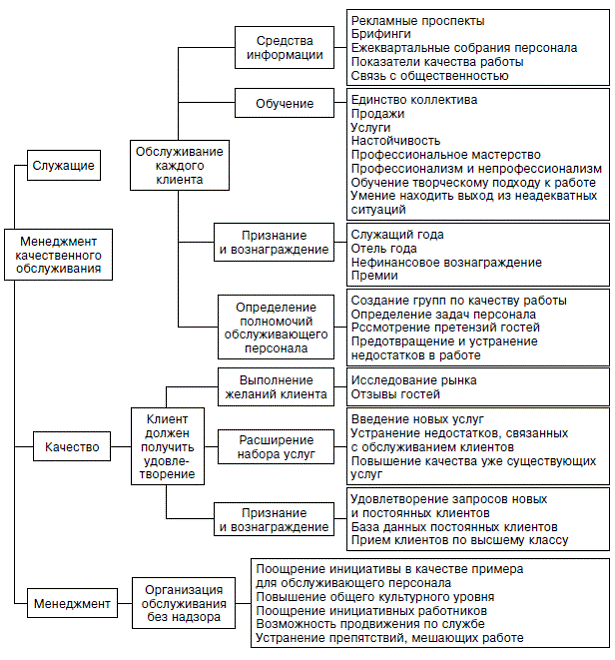 Менеджмент
качественного
обслуживания
Служащие
Обслуживание
каждого
клиента
Средства
информации
Рекламные проспекты
Брифинги
Ежеквартальные собрания персонала
Показатели качества работы
Связь с общественностью
Обучение
Единство коллектива
Продажи
Услуги
Настойчивость
Профессиональное мастерство
Профессионализм и непрофессионализм
Обучение творческому подходу к работе
Умение находить выход из неадекватных
ситуаций
Признание
и вознаграждение
Служащий года
Отель года
Нефинансовое вознаграждение
Премии
Определение
полномочий
обслуживающего
персонала
Создание групп по качеству работы
Определение задач персонала
Рссмотрение претензий гостей
Предотвращение и устранение
недостатков в работе
Качество
Клиент
должен
получить
удовле-
творение
Выполнение
желаний клиента
Исследование рынка
Отзывы гостей
Расширение
набора услуг
Введение новых услуг
Устранение недостатков, связанных
с обслуживанием клиентов
Повышение качества уже существующих
услуг
Признание
и вознаграждение
Удовлетворение запросов новых
и постоянных клиентов
База данных постоянных клиентов
Прием клиентов по высшему классу
Менеджмент
Организация
обслуживания
без надзора
Поощрение инициативы в качестве примера
для обслуживающего персонала
Повышение общего культурного уровня
Поощрение инициативных работников
Возможность продвижения по службе
Устранение препятствий, мешающих работе